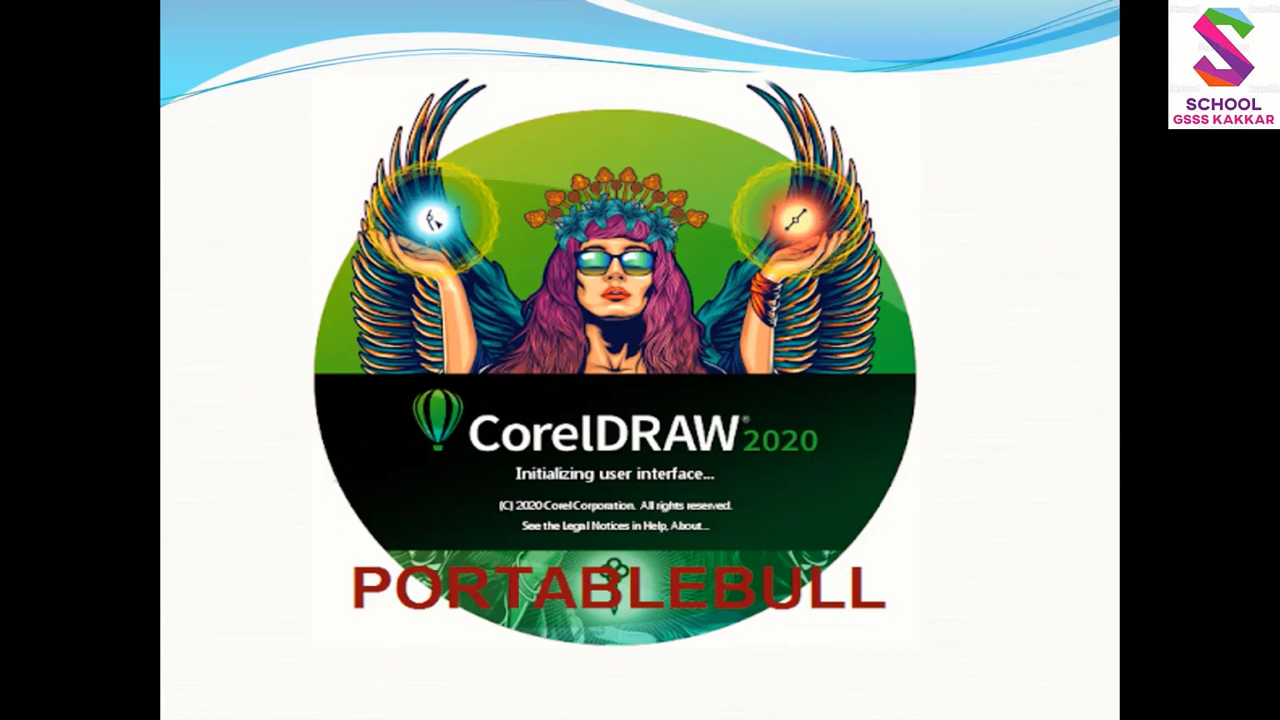 SCHOOL
GSSS KAKKAR
CorelDRAW® 2020
Initializing user interface...
(C) 2020 Corel Corporation. All rights reserved.
See the Legal Notices in Help, About...
PORTABLEBULL